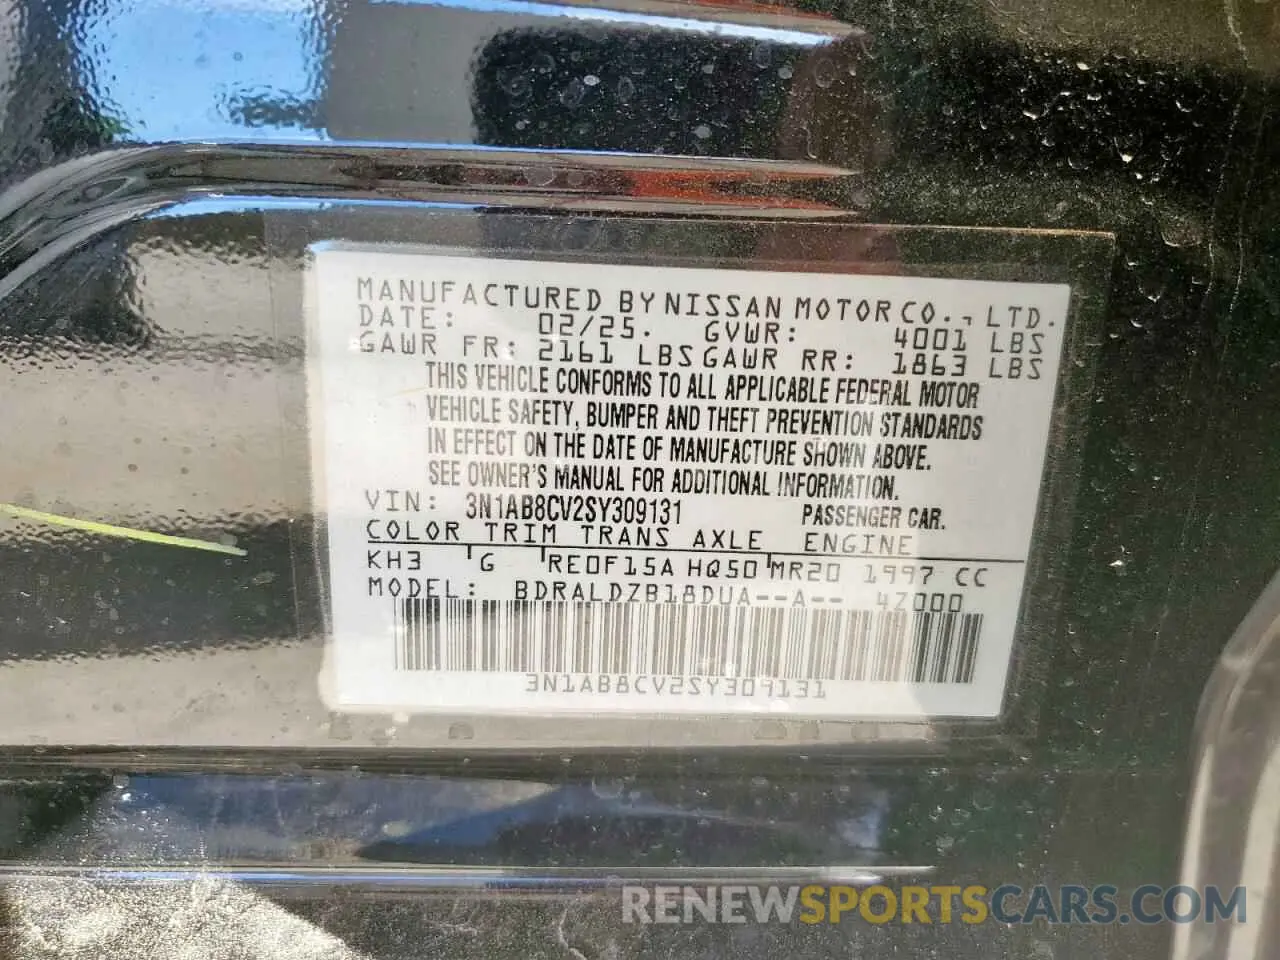 MANUFACTURED BY NISSAN MOTOR CO., LTD.
DATE: 02/25. GVWR: 4001 LBS
GAWR FR: 2161 LBS GAWR RR: 1863 LBS
THIS VEHICLE CONFORMS TO ALL APPLICABLE FEDERAL MOTOR
VEHICLE SAFETY, BUMPER AND THEFT PREVENTION STANDARDS
IN EFFECT ON THE DATE OF MANUFACTURE SHOWN ABOVE.
SEE OWNER'S MANUAL FOR ADDITIONAL INFORMATION.
VIN: 3N1AB8CV2SY309131 PASSENGER CAR.
COLOR TRIM TRANS AXLE ENGINE
KH3 G RE0F15A HQ50 MR20 1997 CC
MODEL: BDRALDZB18DUA--A-- 4Z000
3N1AB8CV2SY309131
RENEWSPORTSCARS.COM